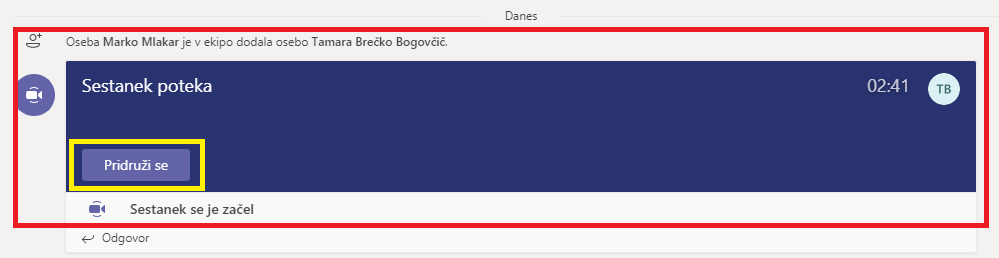 Danes
Oseba Marko Mlakar je v ekipo dodala osebo Tamara Brečko Bogovčič.
Sestanek poteka
02:41
TB
Pridruži se
Sestanek se je začel
Odgovor